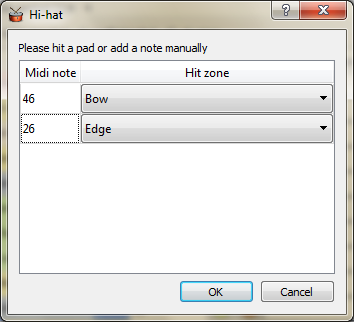 Hi-hat
Please hit a pad or add a note manually
Midi note Hit zone
46 Bow
26 Edge
OK Cancel